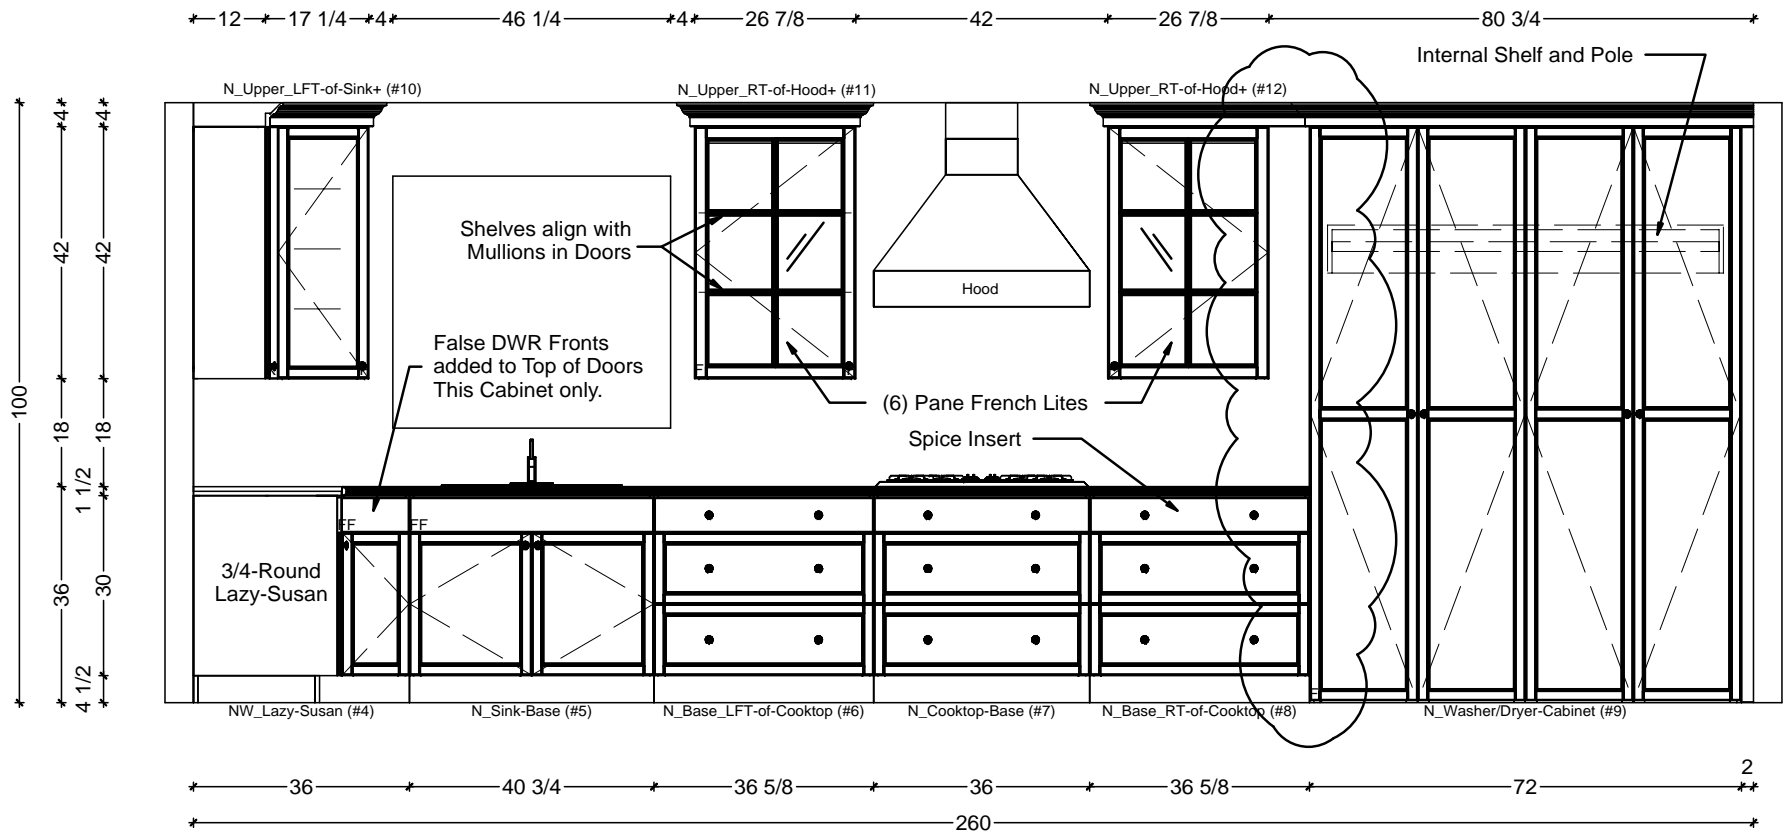 12
17 1/4
4
46 1/4
4
26 7/8
42
26 7/8
80 3/4
Internal Shelf and Pole
N_Upper_LFT-of-Sink+ (#10)
N_Upper_RT-of-Hood+ (#11)
N_Upper_RT-of-Hood+ (#12)
4
4
Shelves align with
Mullions in Doors
42
42
Hood
False DWR Fronts
added to Top of Doors
This Cabinet only.
F
100
(6) Pane French Lites
18
18
Spice Insert
1 1/2
FF
FF
3/4-Round
Lazy-Susan
36
30
4 1/2
F
NW_Lazy-Susan (#4)
N_Sink-Base (#5)
N_Base_LFT-of-Cooktop (#6)
N_Cooktop-Base (#7)
N_Base_RT-of-Cooktop (#8)
N_Washer/Dryer-Cabinet (#9)
2
36
40 3/4
36 5/8
36
36 5/8
72
260